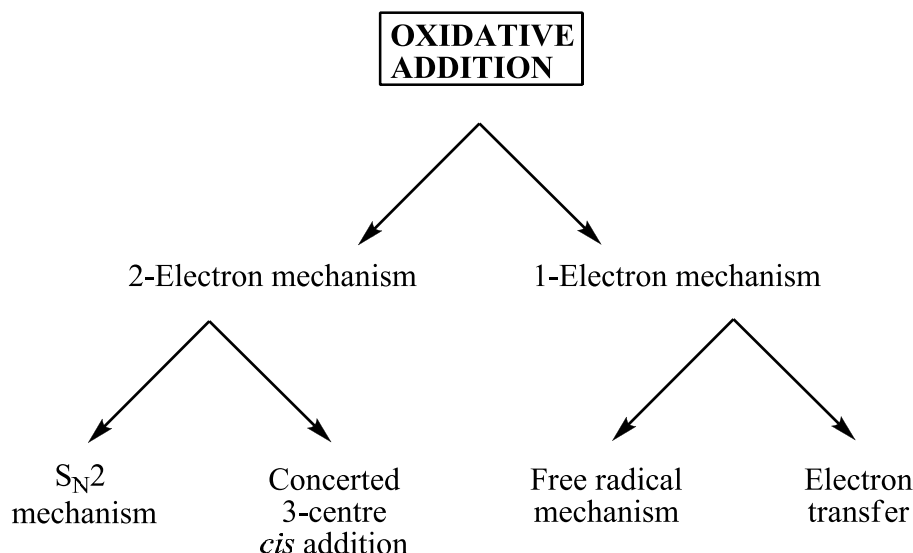 OXIDATIVE
ADDITION
2-Electron mechanism
1-Electron mechanism
SN2
mechanism
Concerted
3-centre
cis addition
Free radical
mechanism
Electron
transfer